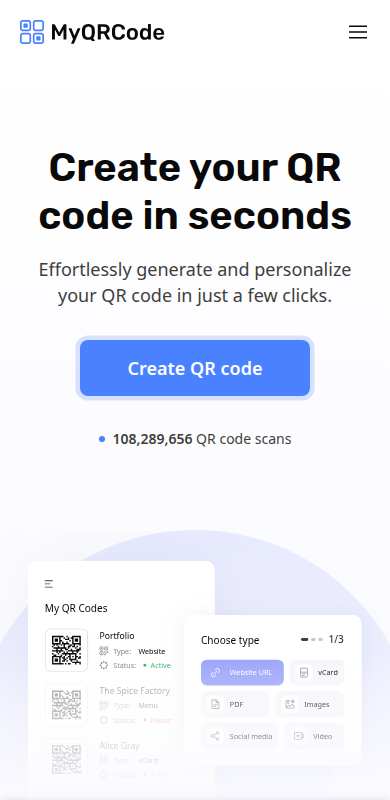 MyQRCode
Create your QR
code in seconds
Effortlessly generate and personalize
your QR code in just a few clicks.
Create QR code
108,289,656 QR code scans
My QR Codes
Portfolio
Type: Website
Status: Active
The Spice Factory
Type: Menu
Status:
Alice Gray
Type: vCard
Choose type
1/3
Website URL
vCard
PDF
Images
Social media
Video